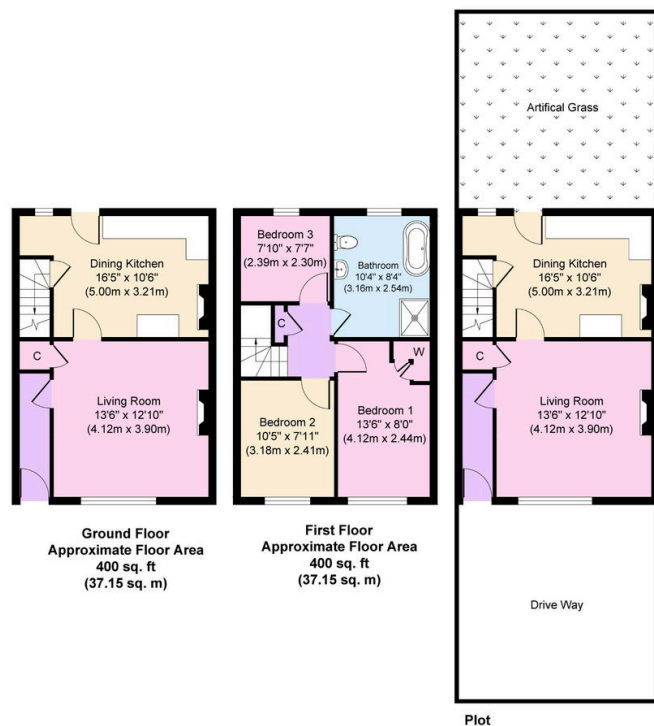 Dining Kitchen
16'5" x 10'6"
(5.00m x 3.21m)
C
Living Room
13'6" x 12'10"
(4.12m x 3.90m)
Ground Floor
Approximate Floor Area
400 sq. ft
(37.15 sq. m)
Bedroom 3
7'10" x 7'7"
(2.39m x 2.30m)
Bathroom
10'4" x 8'4"
(3.16m x 2.54m)
C
W
Bedroom 2
10'5" x 7'11"
(3.18m x 2.41m)
Bedroom 1
13'6" x 8'0"
(4.12m x 2.44m)
First Floor
Approximate Floor Area
400 sq. ft
(37.15 sq. m)
Artifical Grass
Dining Kitchen
16'5" x 10'6"
(5.00m x 3.21m)
C
Living Room
13'6" x 12'10"
(4.12m x 3.90m)
Drive Way
Plot